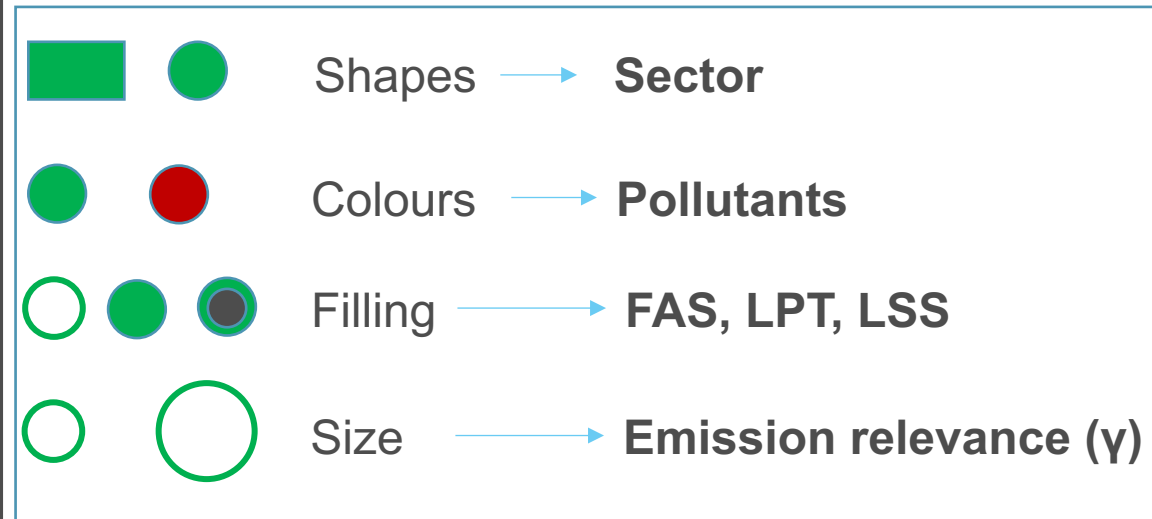 Shapes Sector
Colours Pollutants
Filling FAS, LPT, LSS
Size Emission relevance (γ)